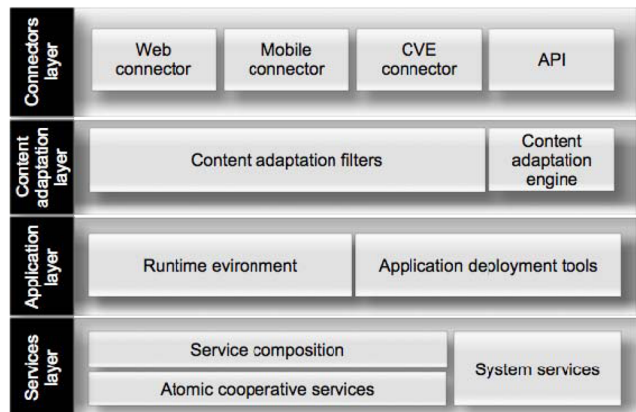 Connectors
layer
Web
connector
Mobile
connector
CVE
connector
API
Content
adaptation
layer
Content adaptation filters
Content
adaptation
engine
Application
layer
Runtime evironment
Application deployment tools
Services
layer
Service composition
Atomic cooperative services
System services